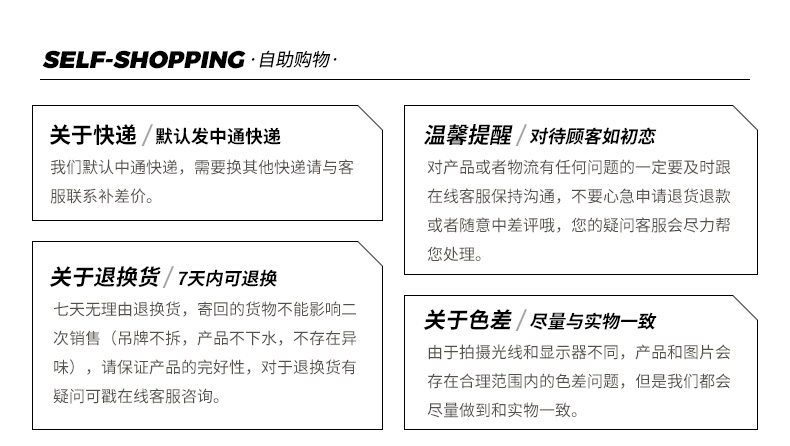 SELF-SHOPPING ·自助购物·
关于快递 / 默认发中通快递
我们默认中通快递，需要换其他快递请与客
服联系补差价。
关于退换货 / 7天内可退换
七天无理由退换货，寄回的货物不能影响二
次销售（吊牌不拆，产品不下水，不存在异
味），请保证产品的完好性，对于退换货有
疑问可戳在线客服咨询。
温馨提醒 / 对待顾客如初恋
对产品或者物流有任何问题的一定要及时跟
在线客服保持沟通，不要心急申请退货退款
或者随意中差评哦，您的疑问客服会尽力帮
您处理。
关于色差 / 尽量与实物一致
由于拍摄光线和显示器不同，产品和图片会
存在合理范围内的色差问题，但是我们都会
尽量做到和实物一致。